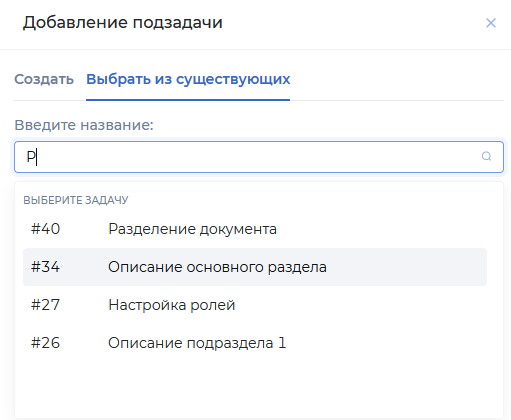 Добавление подзадачи
Создать Выбрать из существующих
Введите название:
Р
ВЫБЕРИТЕ ЗАДАЧУ
#40 Разделение документа
#34 Описание основного раздела
#27 Настройка ролей
#26 Описание подраздела 1